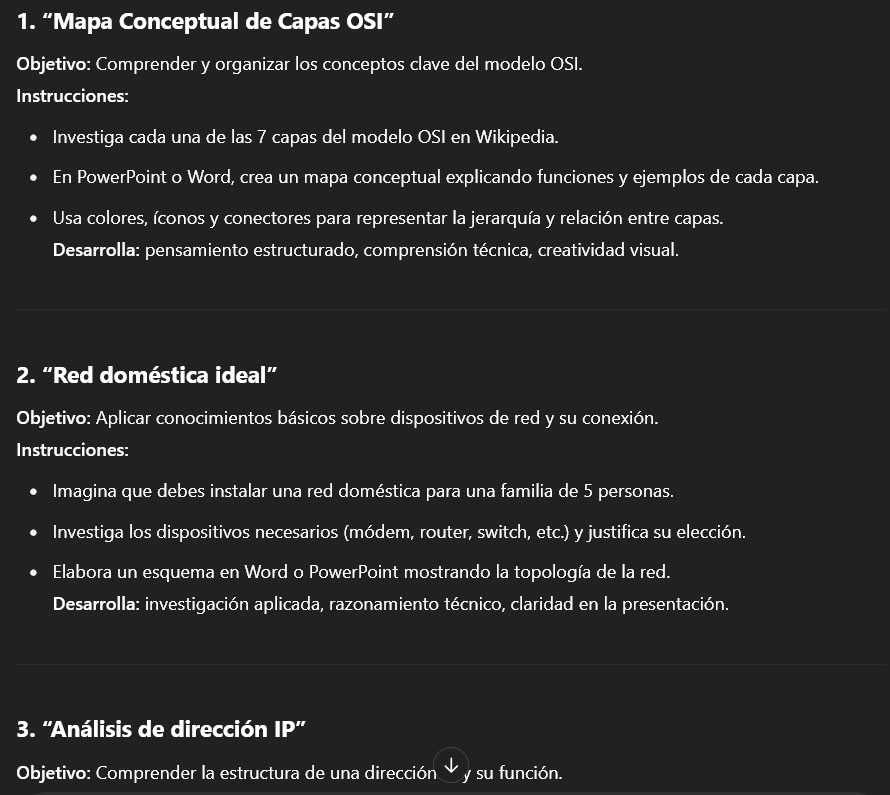 1. “Mapa Conceptual de Capas OSI”
Objetivo: Comprender y organizar los conceptos clave del modelo OSI.
Instrucciones:
• Investiga cada una de las 7 capas del modelo OSI en Wikipedia.
• En PowerPoint o Word, crea un mapa conceptual explicando funciones y ejemplos de cada capa.
• Usa colores, íconos y conectores para representar la jerarquía y relación entre capas.
Desarrolla: pensamiento estructurado, comprensión técnica, creatividad visual.
2. “Red doméstica ideal”
Objetivo: Aplicar conocimientos básicos sobre dispositivos de red y su conexión.
Instrucciones:
• Imagina que debes instalar una red doméstica para una familia de 5 personas.
• Investiga los dispositivos necesarios (módem, router, switch, etc.) y justifica su elección.
• Elabora un esquema en Word o PowerPoint mostrando la topología de la red.
Desarrolla: investigación aplicada, razonamiento técnico, claridad en la presentación.
3. “Análisis de dirección IP”
Objetivo: Comprender la estructura de una dirección y su función.